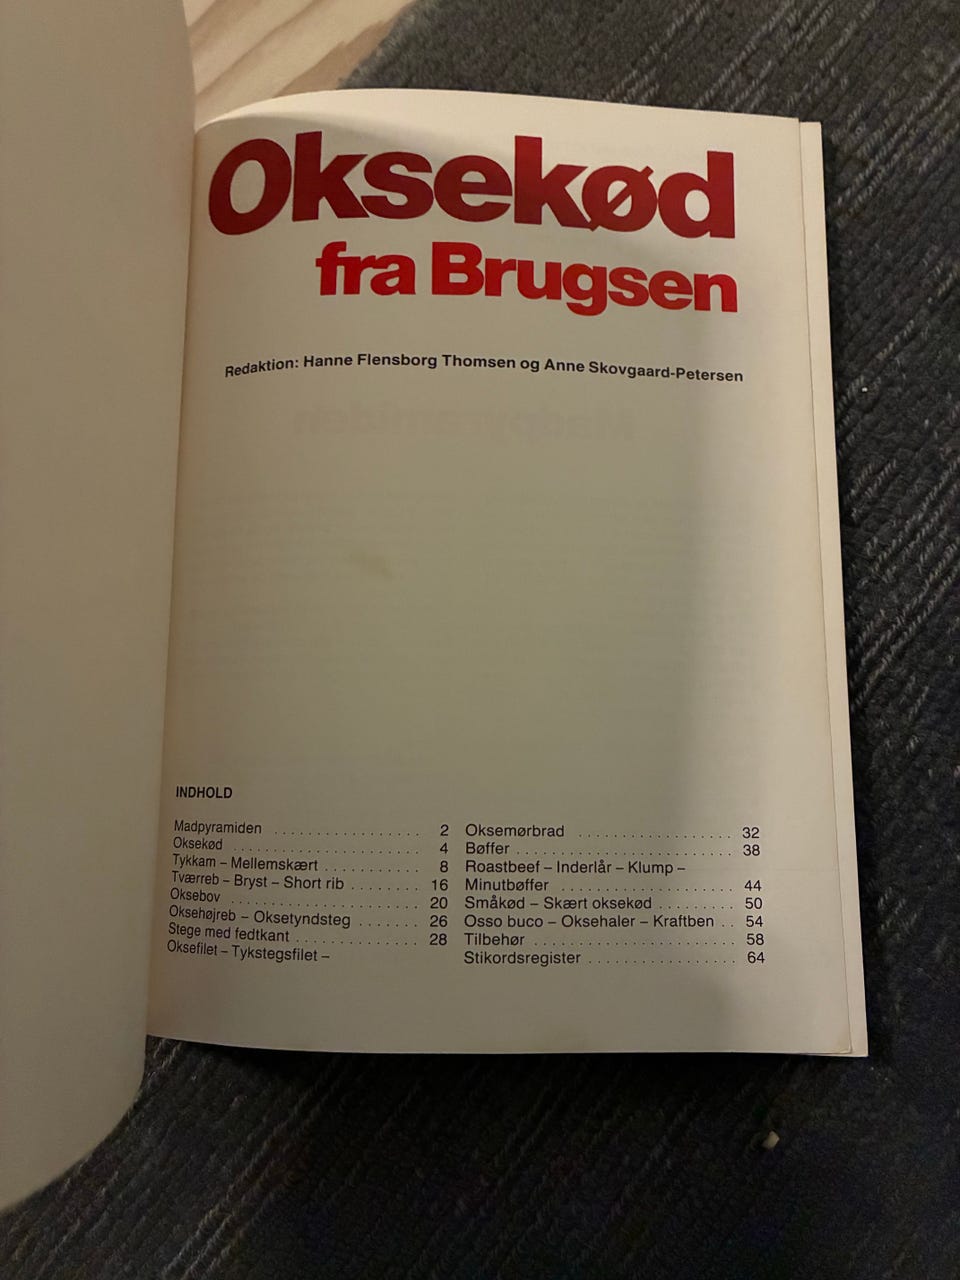 Oksekød
fra Brugsen
Redaktion: Hanne Flensborg Thomsen og Anne Skovgaard-Petersen
INDHOLD
Madpyramiden . . . . . . . . . . . . . . . . . 2
Oksekød . . . . . . . . . . . . . . . . . . . . . 4
Tykkam – Mellemskært . . . . . . . . . . . 8
Tværreb – Bryst – Short rib . . . . . . . . 16
Oksebov . . . . . . . . . . . . . . . . . . . . . 20
Oksehøjreb – Oksetyndsteg . . . . . . . 26
Stege med fedtkant . . . . . . . . . . . . . . 28
Oksefilet – Tykstegsfilet –
Oksemørbrad . . . . . . . . . . . . . . . . . . 32
Bøffer . . . . . . . . . . . . . . . . . . . . . . . . 38
Roastbeef – Inderlår – Klump –
Minutbøffer . . . . . . . . . . . . . . . . . . . . 44
Småkød – Skært oksekød . . . . . . . . . 50
Osso buco – Oksehaler – Kraftben . . 54
Tilbehør . . . . . . . . . . . . . . . . . . . . . . . 58
Stikordsregister . . . . . . . . . . . . . . . . . 64